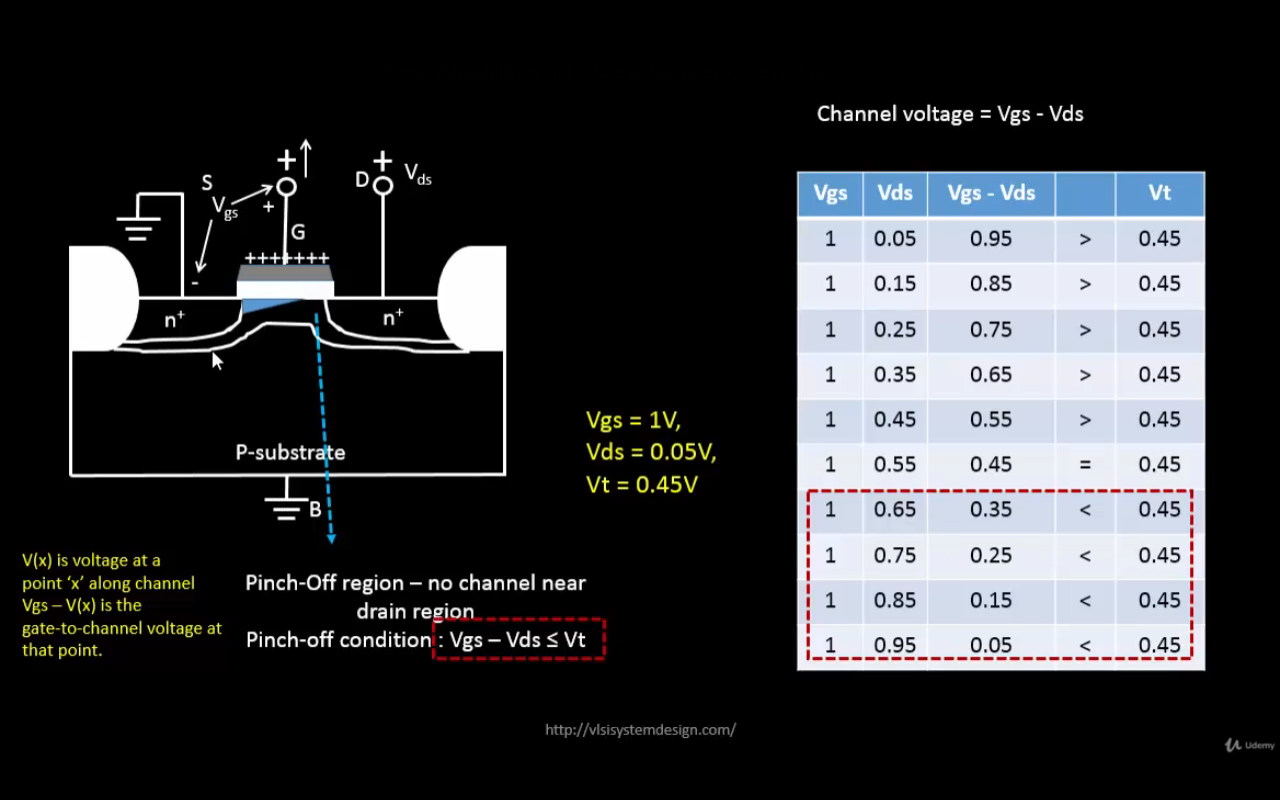 Channel voltage = Vgs - Vds
S
Vgs
+
+
+
-
D
Vds
G
+++++++
n+
n+
P-substrate
B
Vgs = 1V,
Vds = 0.05V,
Vt = 0.45V
V(x) is voltage at a
point ‘x’ along channel
Vgs – V(x) is the
gate-to-channel voltage at
that point.
Pinch-Off region – no channel near
drain region
Pinch-off condition : Vgs – Vds ≤ Vt
Vgs Vds Vgs - Vds Vt
1 0.05 0.95 > 0.45
1 0.15 0.85 > 0.45
1 0.25 0.75 > 0.45
1 0.35 0.65 > 0.45
1 0.45 0.55 > 0.45
1 0.55 0.45 = 0.45
1 0.65 0.35 < 0.45
1 0.75 0.25 < 0.45
1 0.85 0.15 < 0.45
1 0.95 0.05 < 0.45
http://vlsisystemdesign.com/
Udemy